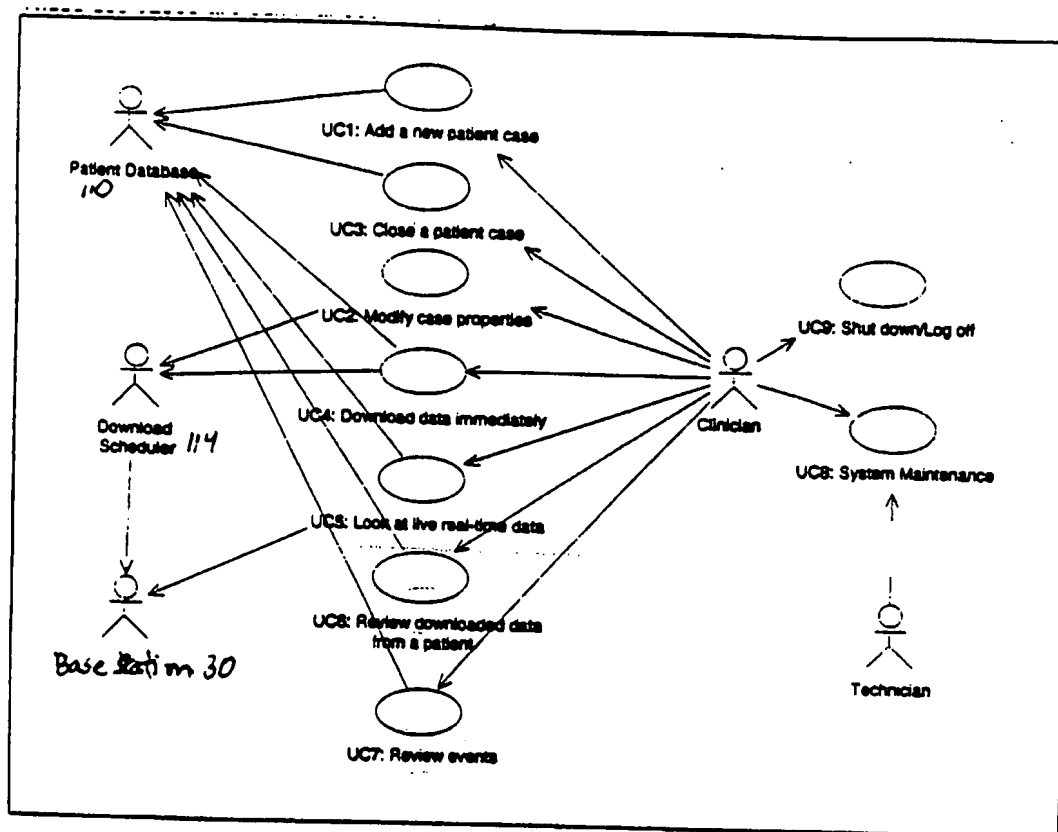 UC1: Add a new patient case
Patient Database
110
UC3: Close a patient case
UC2: Modify case properties
UC9: Shut down/Log off
UC4: Download data immediately
Clinician
Download
Scheduler 114
UC8: System Maintenance
UC5: Look at live real-time data
UC6: Review downloaded data
from a patient
Base Station 30
Technician
UC7: Review events